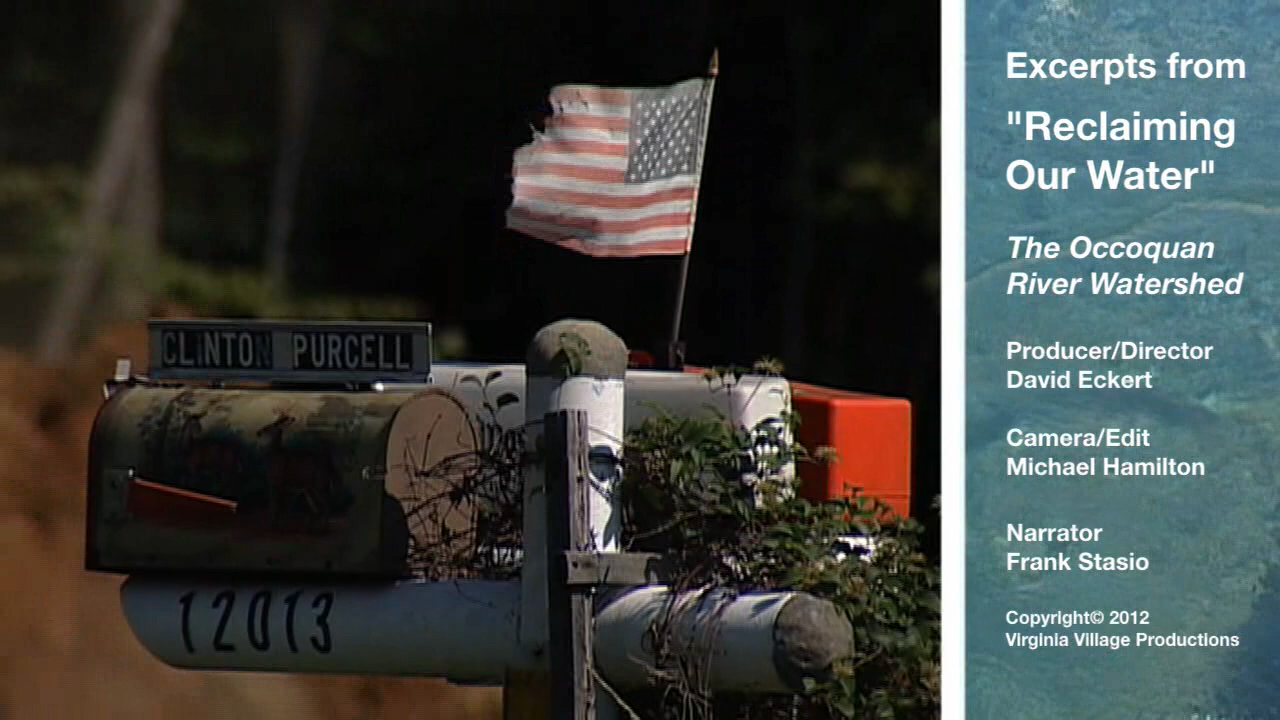 CLINTON PURCELL
12013
Excerpts from
"Reclaiming
Our Water"
The Occoquan
River Watershed
Producer/Director
David Eckert
Camera/Edit
Michael Hamilton
Narrator
Frank Stasio
Copyright© 2012
Virginia Village Productions